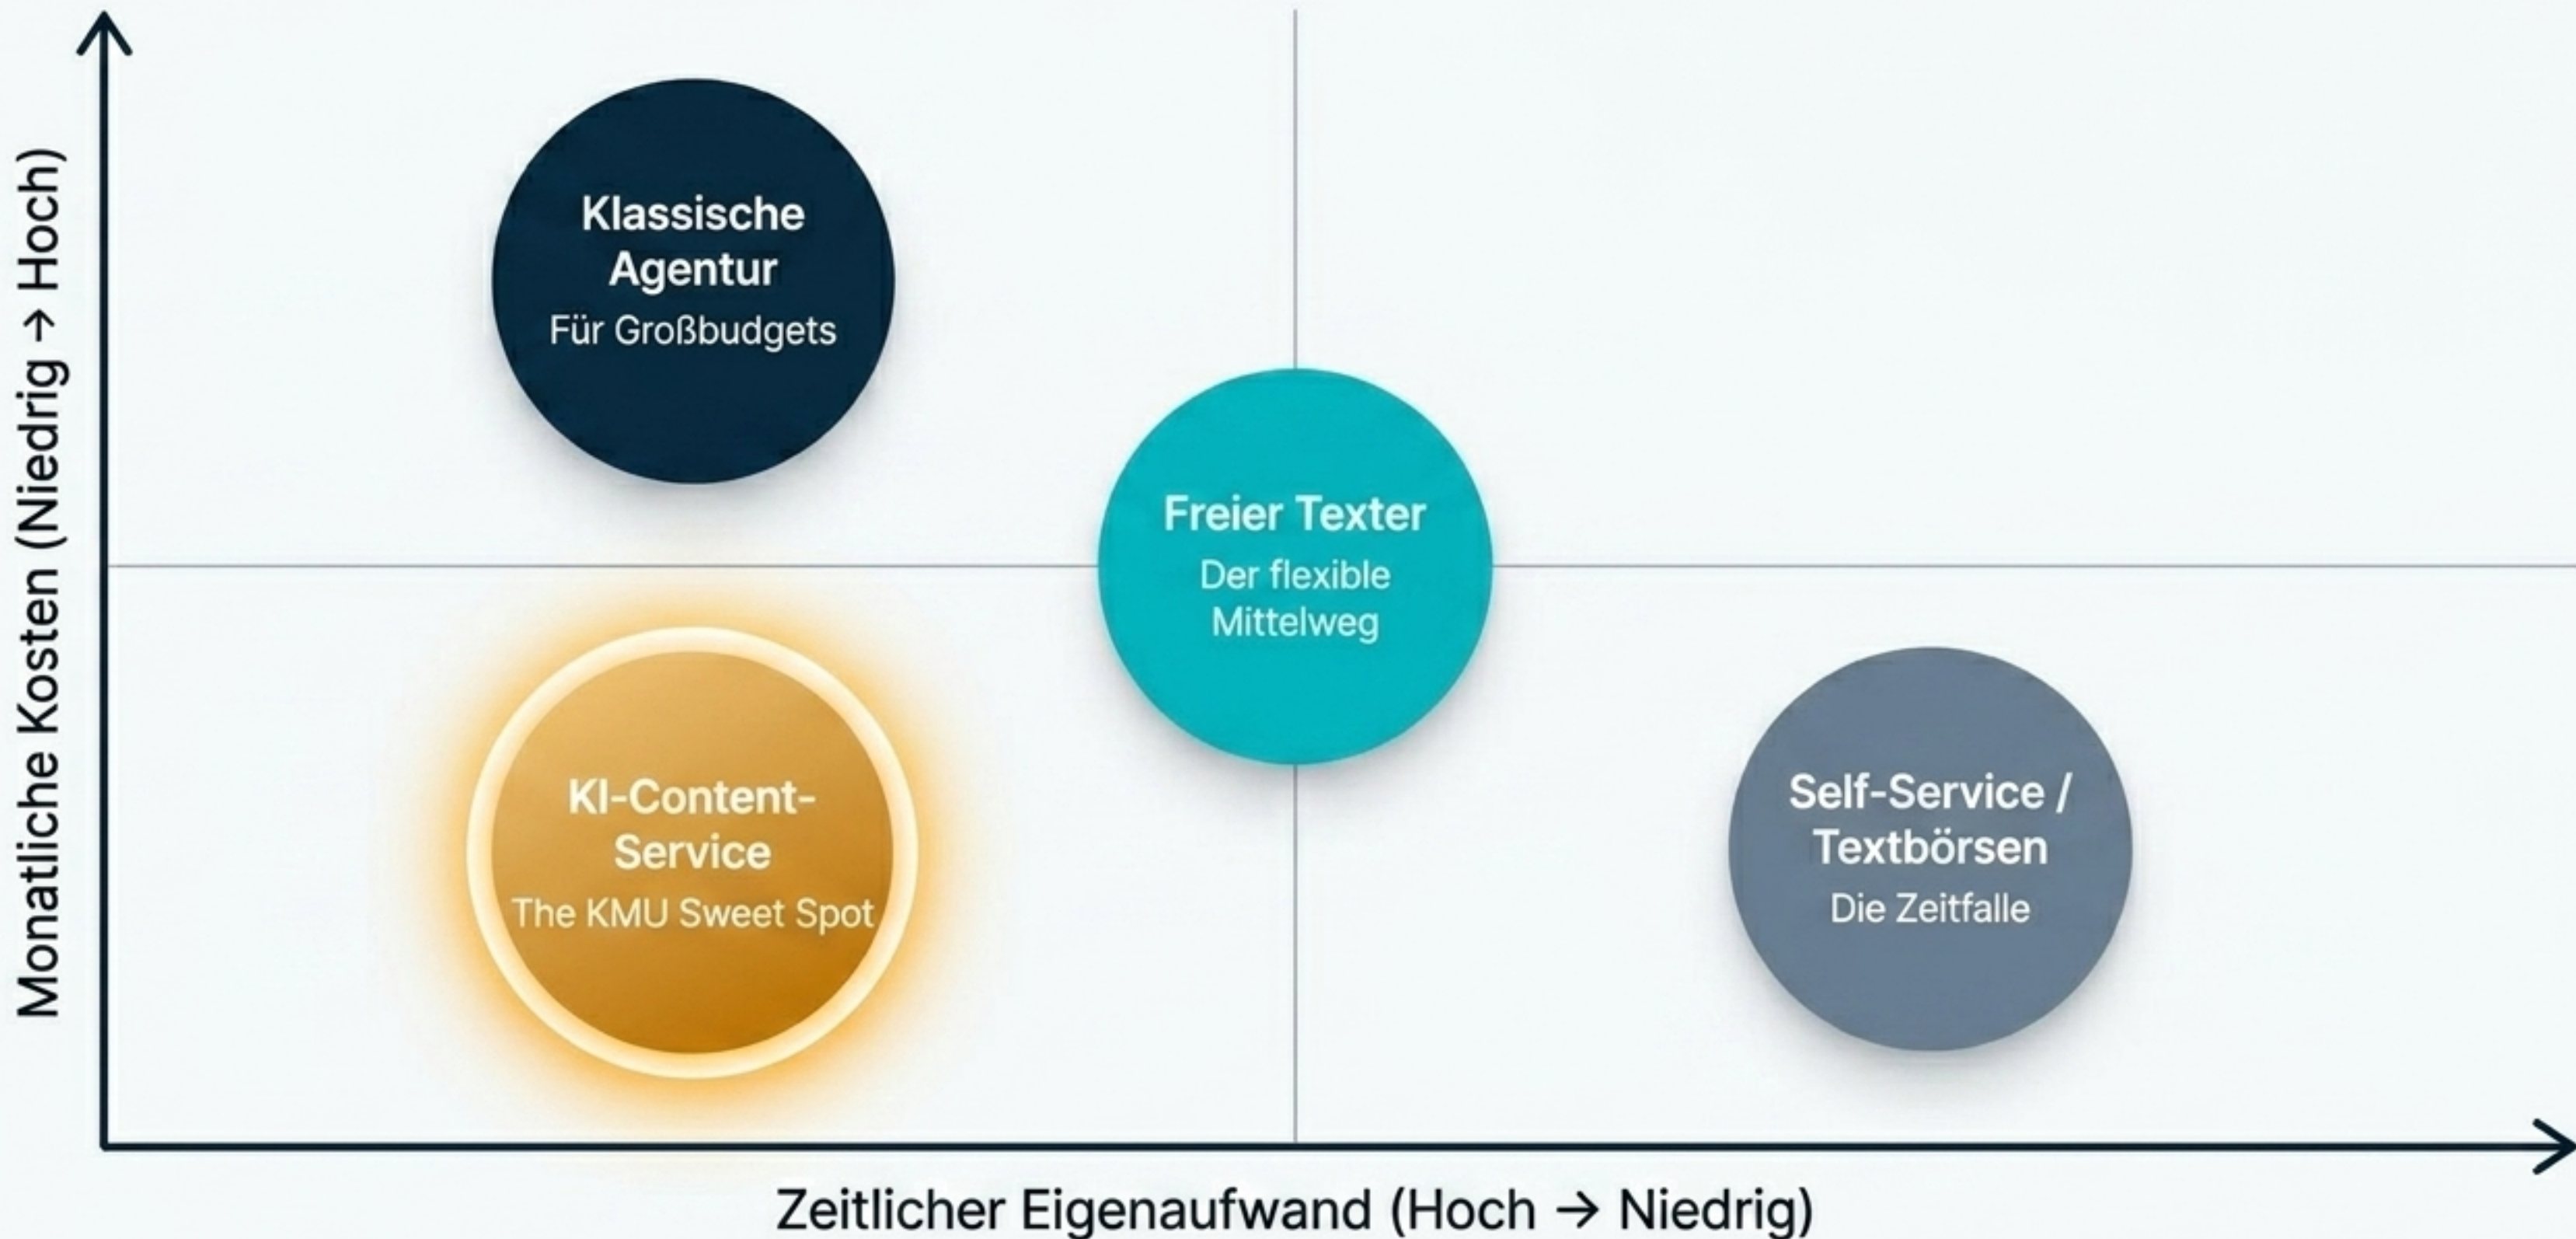 Monatliche Kosten (Niedrig → Hoch)
Klassische
Agentur
Für Großbudgets
Freier Texter
Der flexible
Mittelweg
KI-Content-
Service
The KMU Sweet Spot
Self-Service /
Textbörsen
Die Zeitfalle
Zeitlicher Eigenaufwand (Hoch → Niedrig)